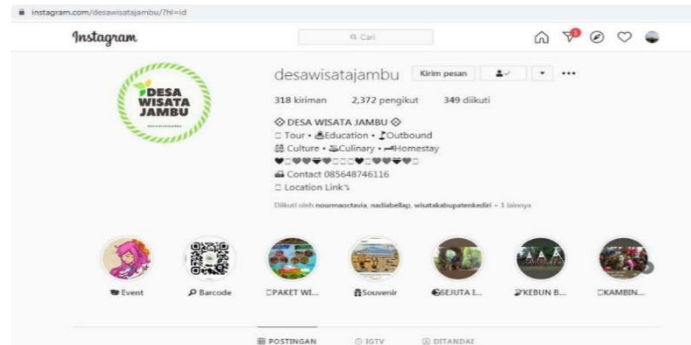 instagram.com/desawisatajambu/?hl=id
Instagram
Cari
1
DESA
WISATA
JAMBU
desawisatajambu Kirim pesan
318 kiriman 2,372 pengikut 349 diikuti
DESA WISATA JAMBU
Tour • Education • Outbound
Culture • Culinary • Homestay
Contact 085648746116
Location Link
Diikuti oleh nourmaoctavia, nadiabellap, wisatakabupatenkediri + 1 lainnya
Event Barcode PAKET WI... Souvenir SEJUTA L... KEBUN B... KAMBIN...
POSTINGAN IGTV DITANDAI